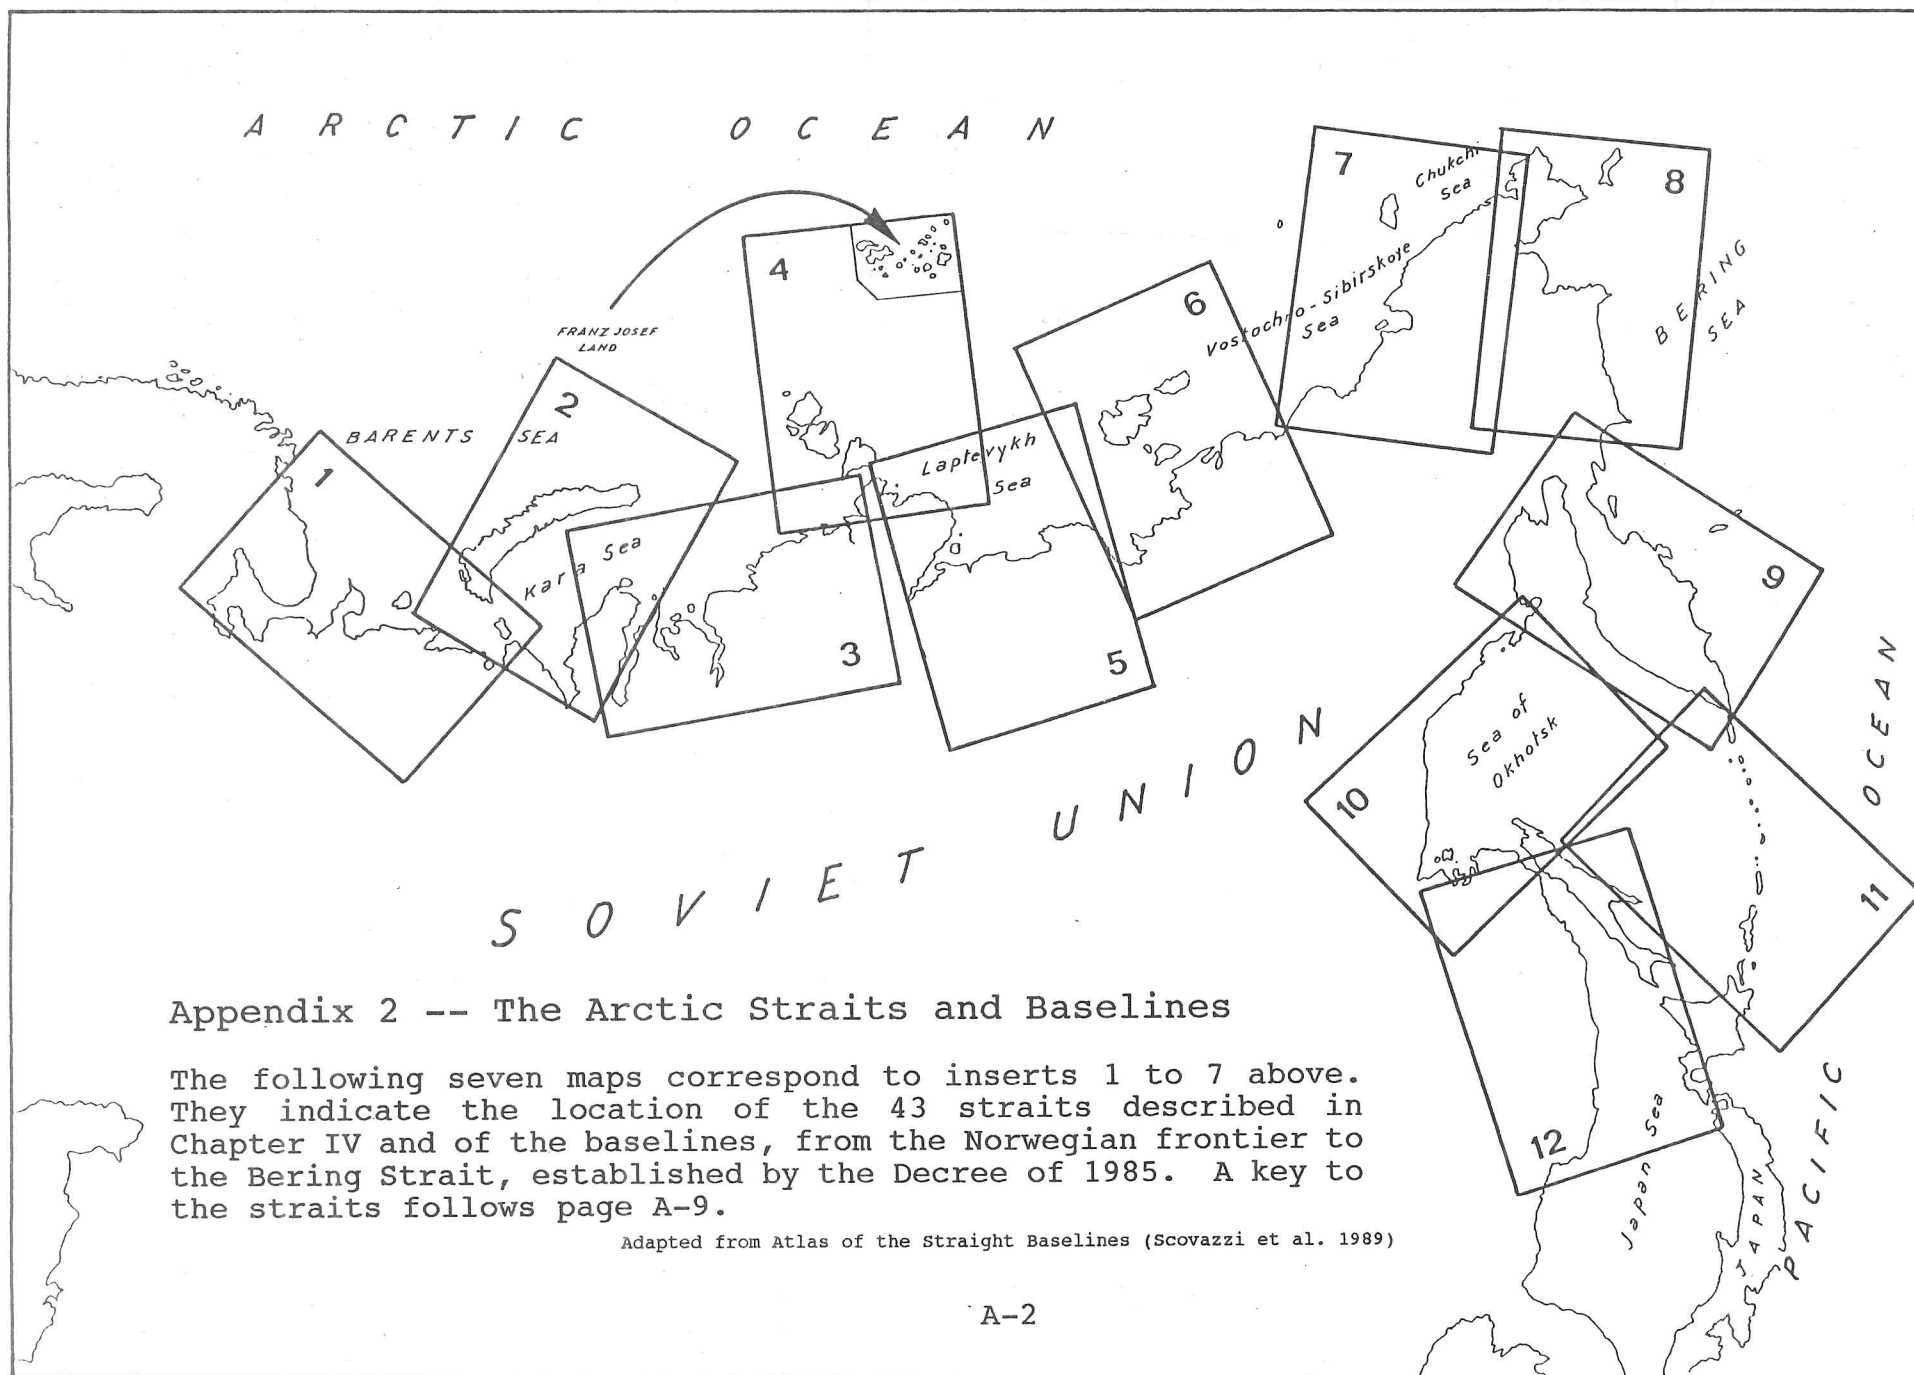 ARCTIC OCEAN
7
Chukchi
Sea
8
4
6
Vostochno-Sibirskoye
Sea
BERING
SEA
FRANZ JOSEF
LAND
2
BARENTS SEA
1
Laptevykh
Sea
Kara Sea
3
5
9
Sea of
Okhotsk
10
SOVIET UNION
11
12
Japan Sea
JAPAN
PACIFIC OCEAN
Appendix 2 -- The Arctic Straits and Baselines
The following seven maps correspond to inserts 1 to 7 above.
They indicate the location of the 43 straits described in
Chapter IV and of the baselines, from the Norwegian frontier to
the Bering Strait, established by the Decree of 1985. A key to
the straits follows page A-9.
Adapted from Atlas of the Straight Baselines (Scovazzi et al. 1989)
A-2